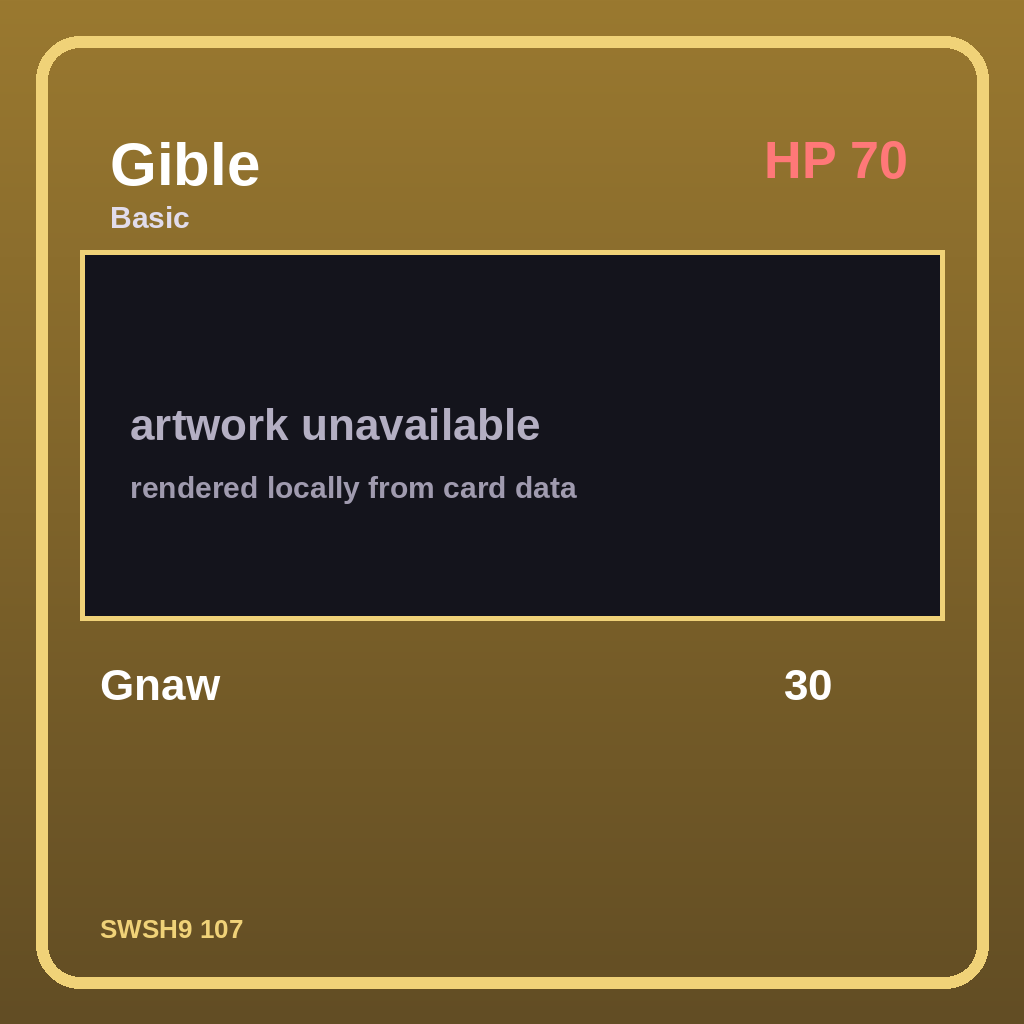 Gible
HP 70
Basic
artwork unavailable
rendered locally from card data
Gnaw
30
SWSH9 107